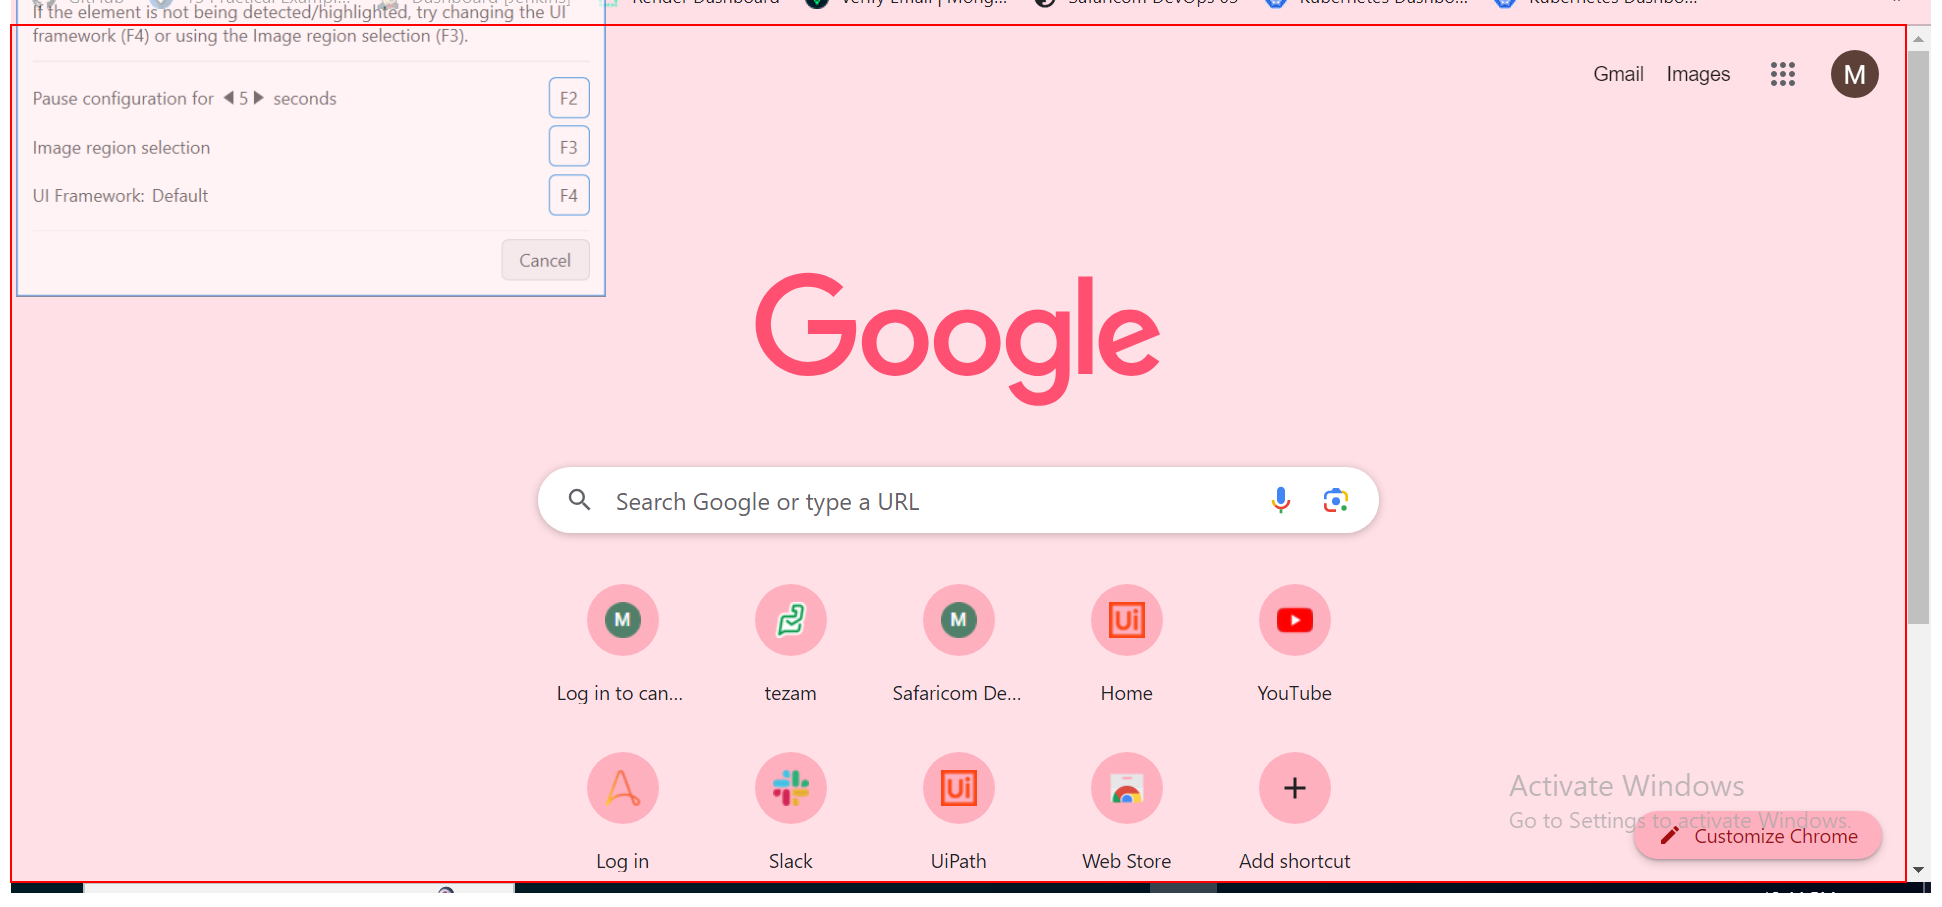 If the element is not being detected/highlighted, try changing the UI
framework (F4) or using the Image region selection (F3).
Pause configuration for 5 seconds F2
Image region selection F3
UI Framework: Default F4
Cancel
Gmail Images M
Google
Search Google or type a URL
M M Ui
Log in to can... tezam Safaricom De... Home YouTube
Ui
Log in Slack UiPath Web Store Add shortcut
Activate Windows
Go to Settings to activate Windows.
Customize Chrome